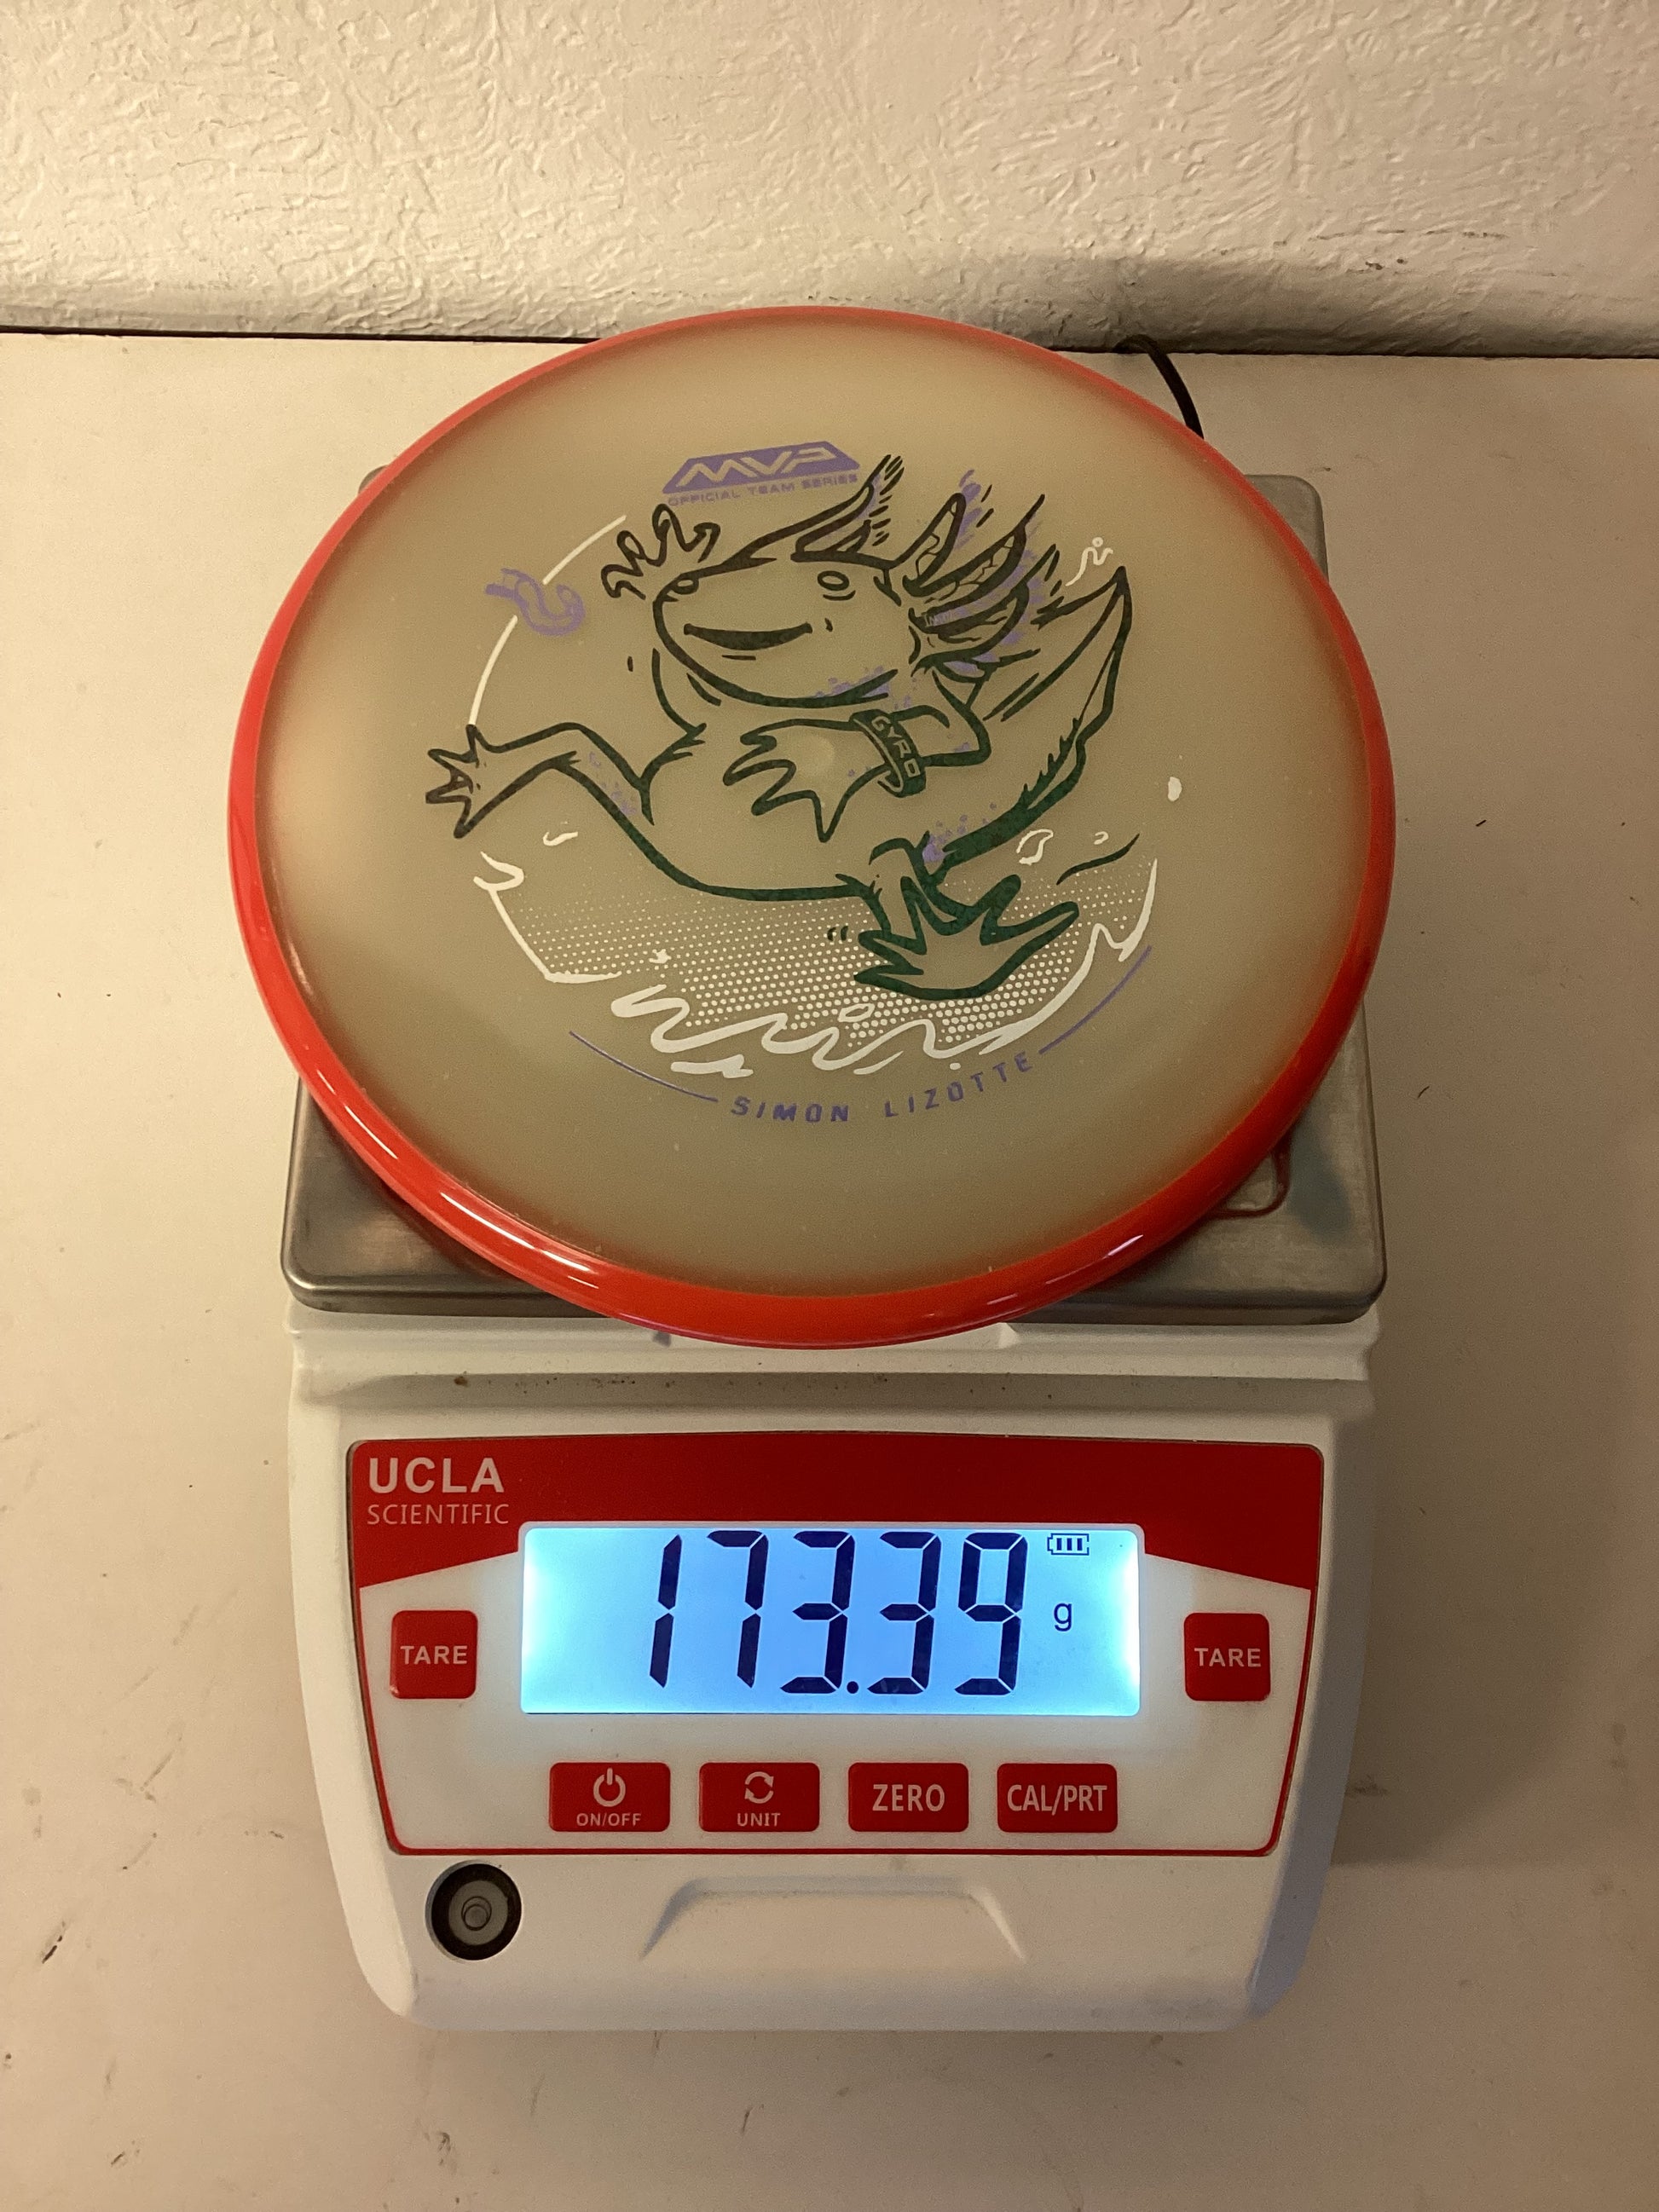 MVP
OFFICIAL TEAM SERIES
GYRO
SIMON LIZOTTE
UCLA
SCIENTIFIC
173.39 g
TARE
TARE
ON/OFF
UNIT
ZERO
CAL/PRT